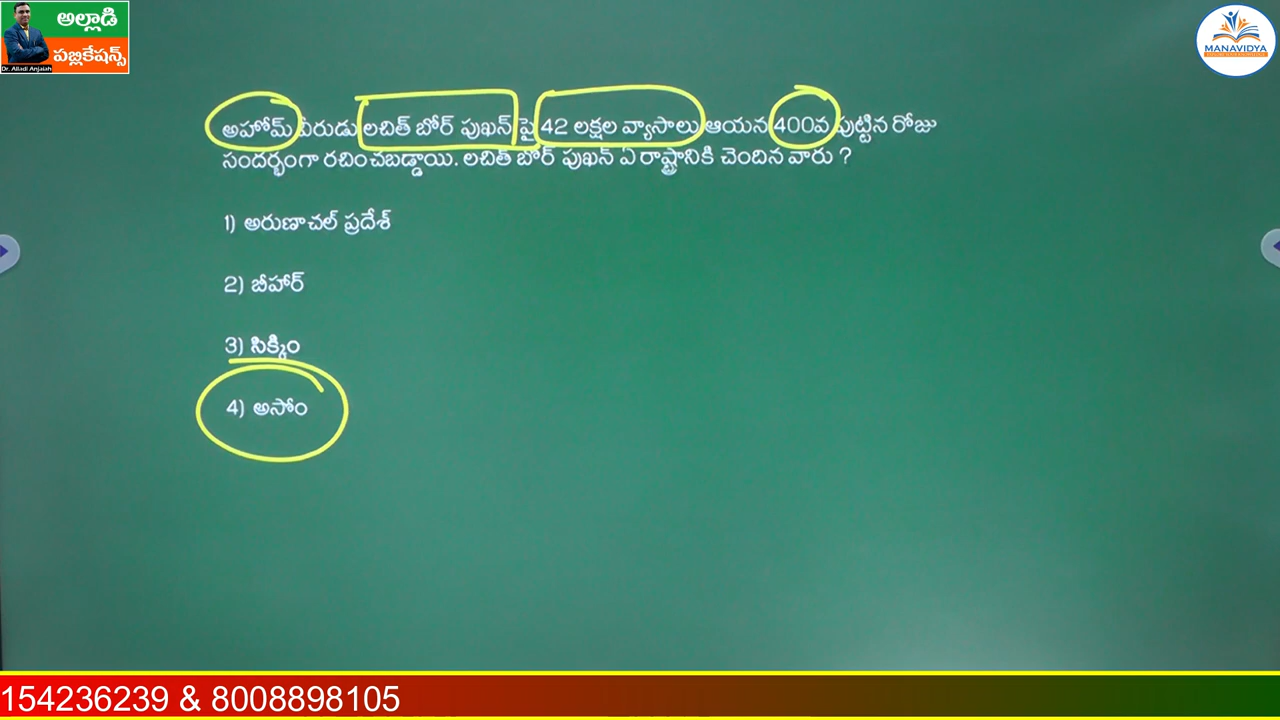 అల్లాడి
పబ్లికేషన్స్
Dr. Alladi Anjaiah
MANAVIDYA
అహోమ్ వీరుడు లచిత్ బోర్ పుఖన్ పై 42 లక్షల వ్యాసాలు ఆయన 400వ పుట్టిన రోజు
సందర్భంగా రచించబడ్డాయి. లచిత్ బోర్ పుఖన్ ఏ రాష్ట్రానికి చెందిన వారు ?
1) అరుణాచల్ ప్రదేశ్
2) బీహార్
3) సిక్కిం
4) అసోం
154236239 & 8008898105